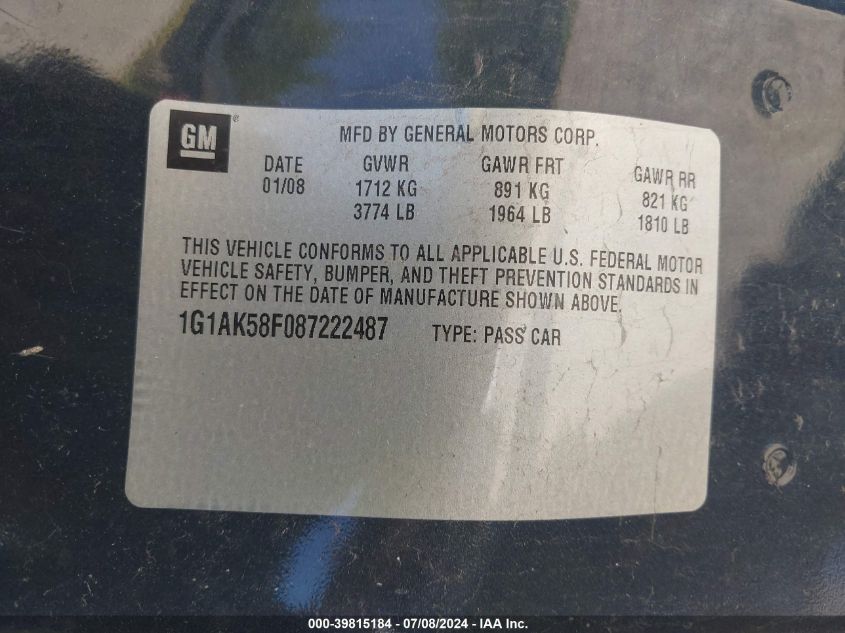 GM®
MFD BY GENERAL MOTORS CORP.
DATE GVWR GAWR FRT GAWR RR
01/08 1712 KG 891 KG 821 KG
3774 LB 1964 LB 1810 LB
THIS VEHICLE CONFORMS TO ALL APPLICABLE U.S. FEDERAL MOTOR
VEHICLE SAFETY, BUMPER, AND THEFT PREVENTION STANDARDS IN
EFFECT ON THE DATE OF MANUFACTURE SHOWN ABOVE.
1G1AK58F087222487 TYPE: PASS CAR
000-39815184 - 07/08/2024 - IAA Inc.